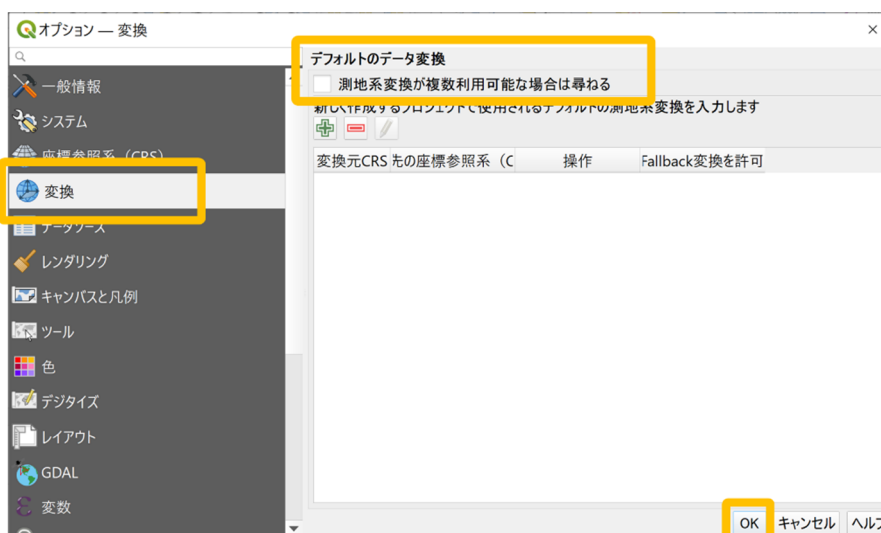 オプション — 変換
デフォルトのデータ変換
測地系変換が複数利用可能な場合は尋ねる
新しく作成するプロジェクトで使用されるデフォルトの測地系変換を入力します
変換元CRS 先の座標参照系（C 操作 Fallback変換を許可
一般情報
システム
座標参照系（CRS）
変換
データソース
レンダリング
キャンバスと凡例
ツール
色
デジタイズ
レイアウト
GDAL
変数
OK キャンセル ヘルプ